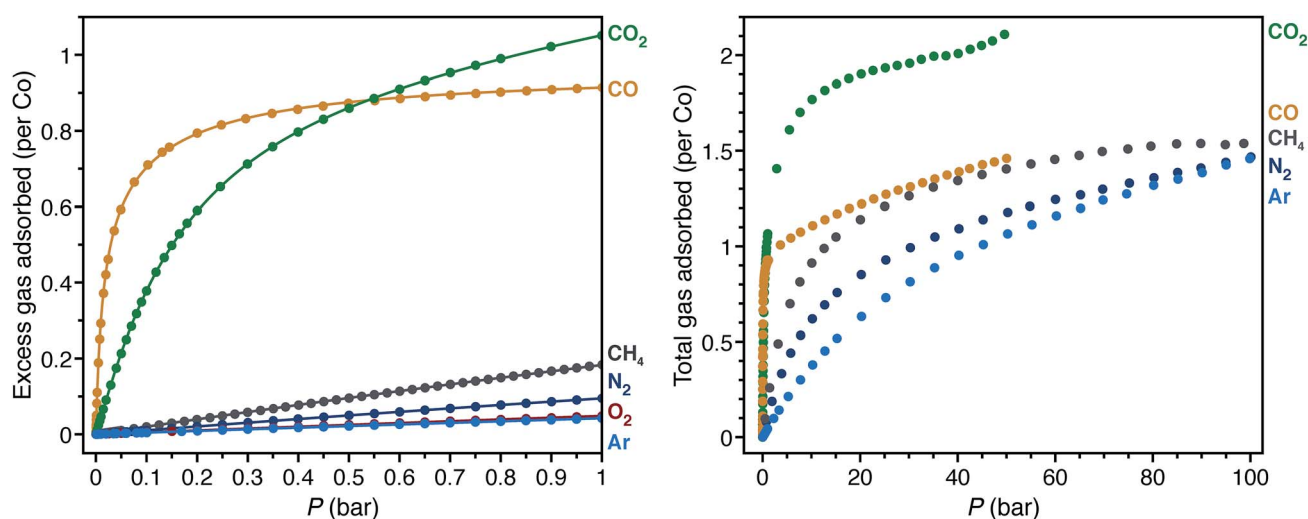 Excess gas adsorbed (per Co)
1
0.8
0.6
0.4
0.2
0
0 0.1 0.2 0.3 0.4 0.5 0.6 0.7 0.8 0.9 1
P (bar)
CO₂
CO
CH₄
N₂
O₂
Ar
Total gas adsorbed (per Co)
2
1.5
1
0.5
0
0 20 40 60 80 100
P (bar)
CO₂
CO
CH₄
N₂
Ar